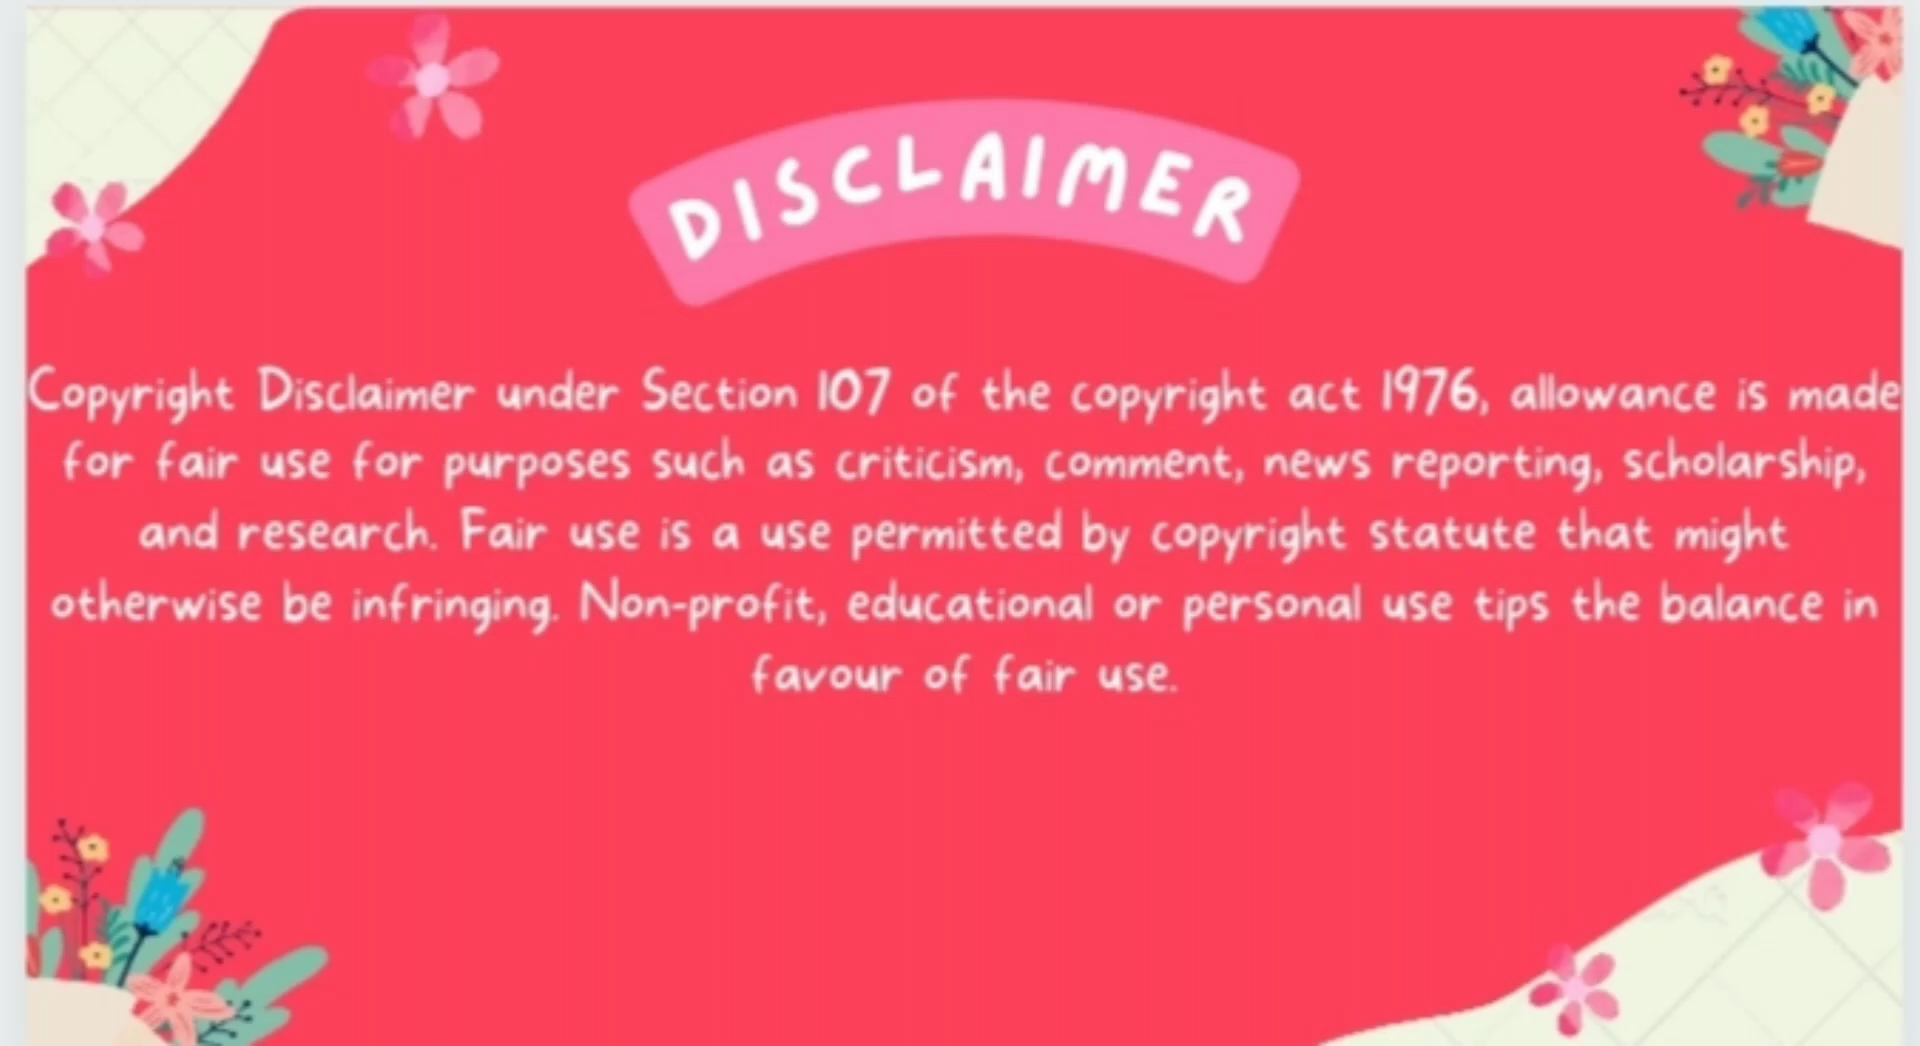 DISCLAIMER
Copyright Disclaimer under Section 107 of the copyright act 1976, allowance is made
for fair use for purposes such as criticism, comment, news reporting, scholarship,
and research. Fair use is a use permitted by copyright statute that might
otherwise be infringing. Non-profit, educational or personal use tips the balance in
favour of fair use.